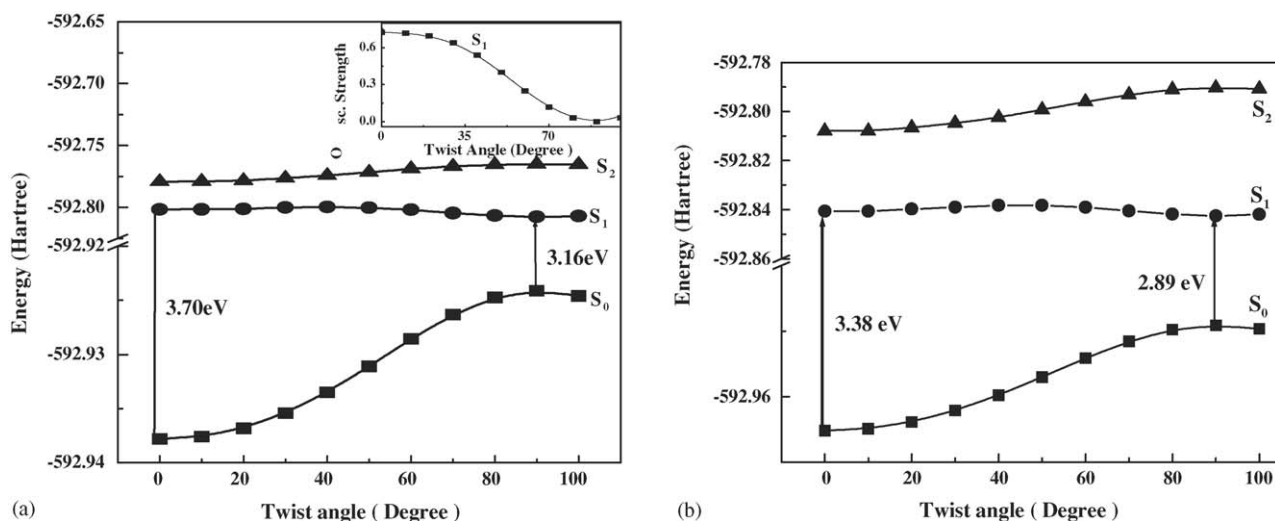 -592.65
-592.70
-592.75
-592.80
-592.92
-592.93
-592.94
Energy (Hartree)
0.6
0.3
0.0
sc. Strength
S1
0
35
70
Twist Angle (Degree )
O
S2
S1
S0
3.70eV
3.16eV
0
20
40
60
80
100
Twist angle ( Degree )
(a)
-592.78
-592.80
-592.82
-592.84
-592.86
-592.96
Energy (Hartree)
S2
S1
S0
3.38 eV
2.89 eV
0
20
40
60
80
100
Twist angle ( Degree )
(b)